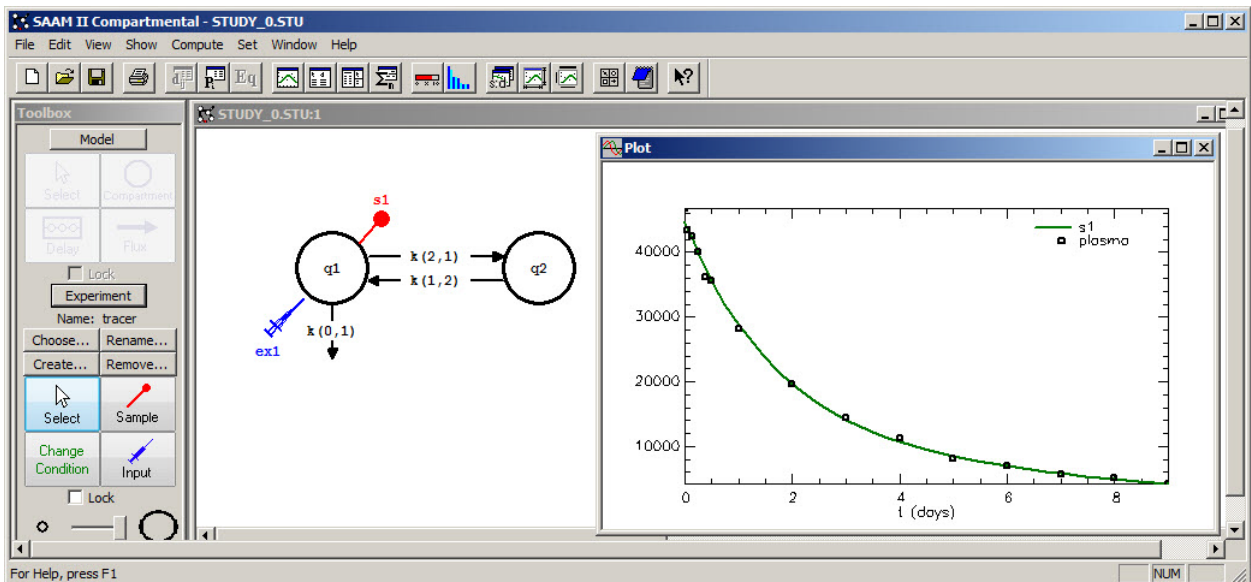 SAAM II Compartmental - STUDY_0.STU
File Edit View Show Compute Set Window Help
Toolbox
Model
Select
Compartment
Delay
Flux
Lock
Experiment
Name: tracer
Choose...
Rename...
Create...
Remove...
Select
Sample
Change
Condition
Input
Lock
STUDY_0.STU:1
s1
q1
k(2,1)
k(1,2)
q2
k(0,1)
ex1
Plot
s1
plasma
40000
30000
20000
10000
0 2 4 6 8
t (days)
For Help, press F1
NUM